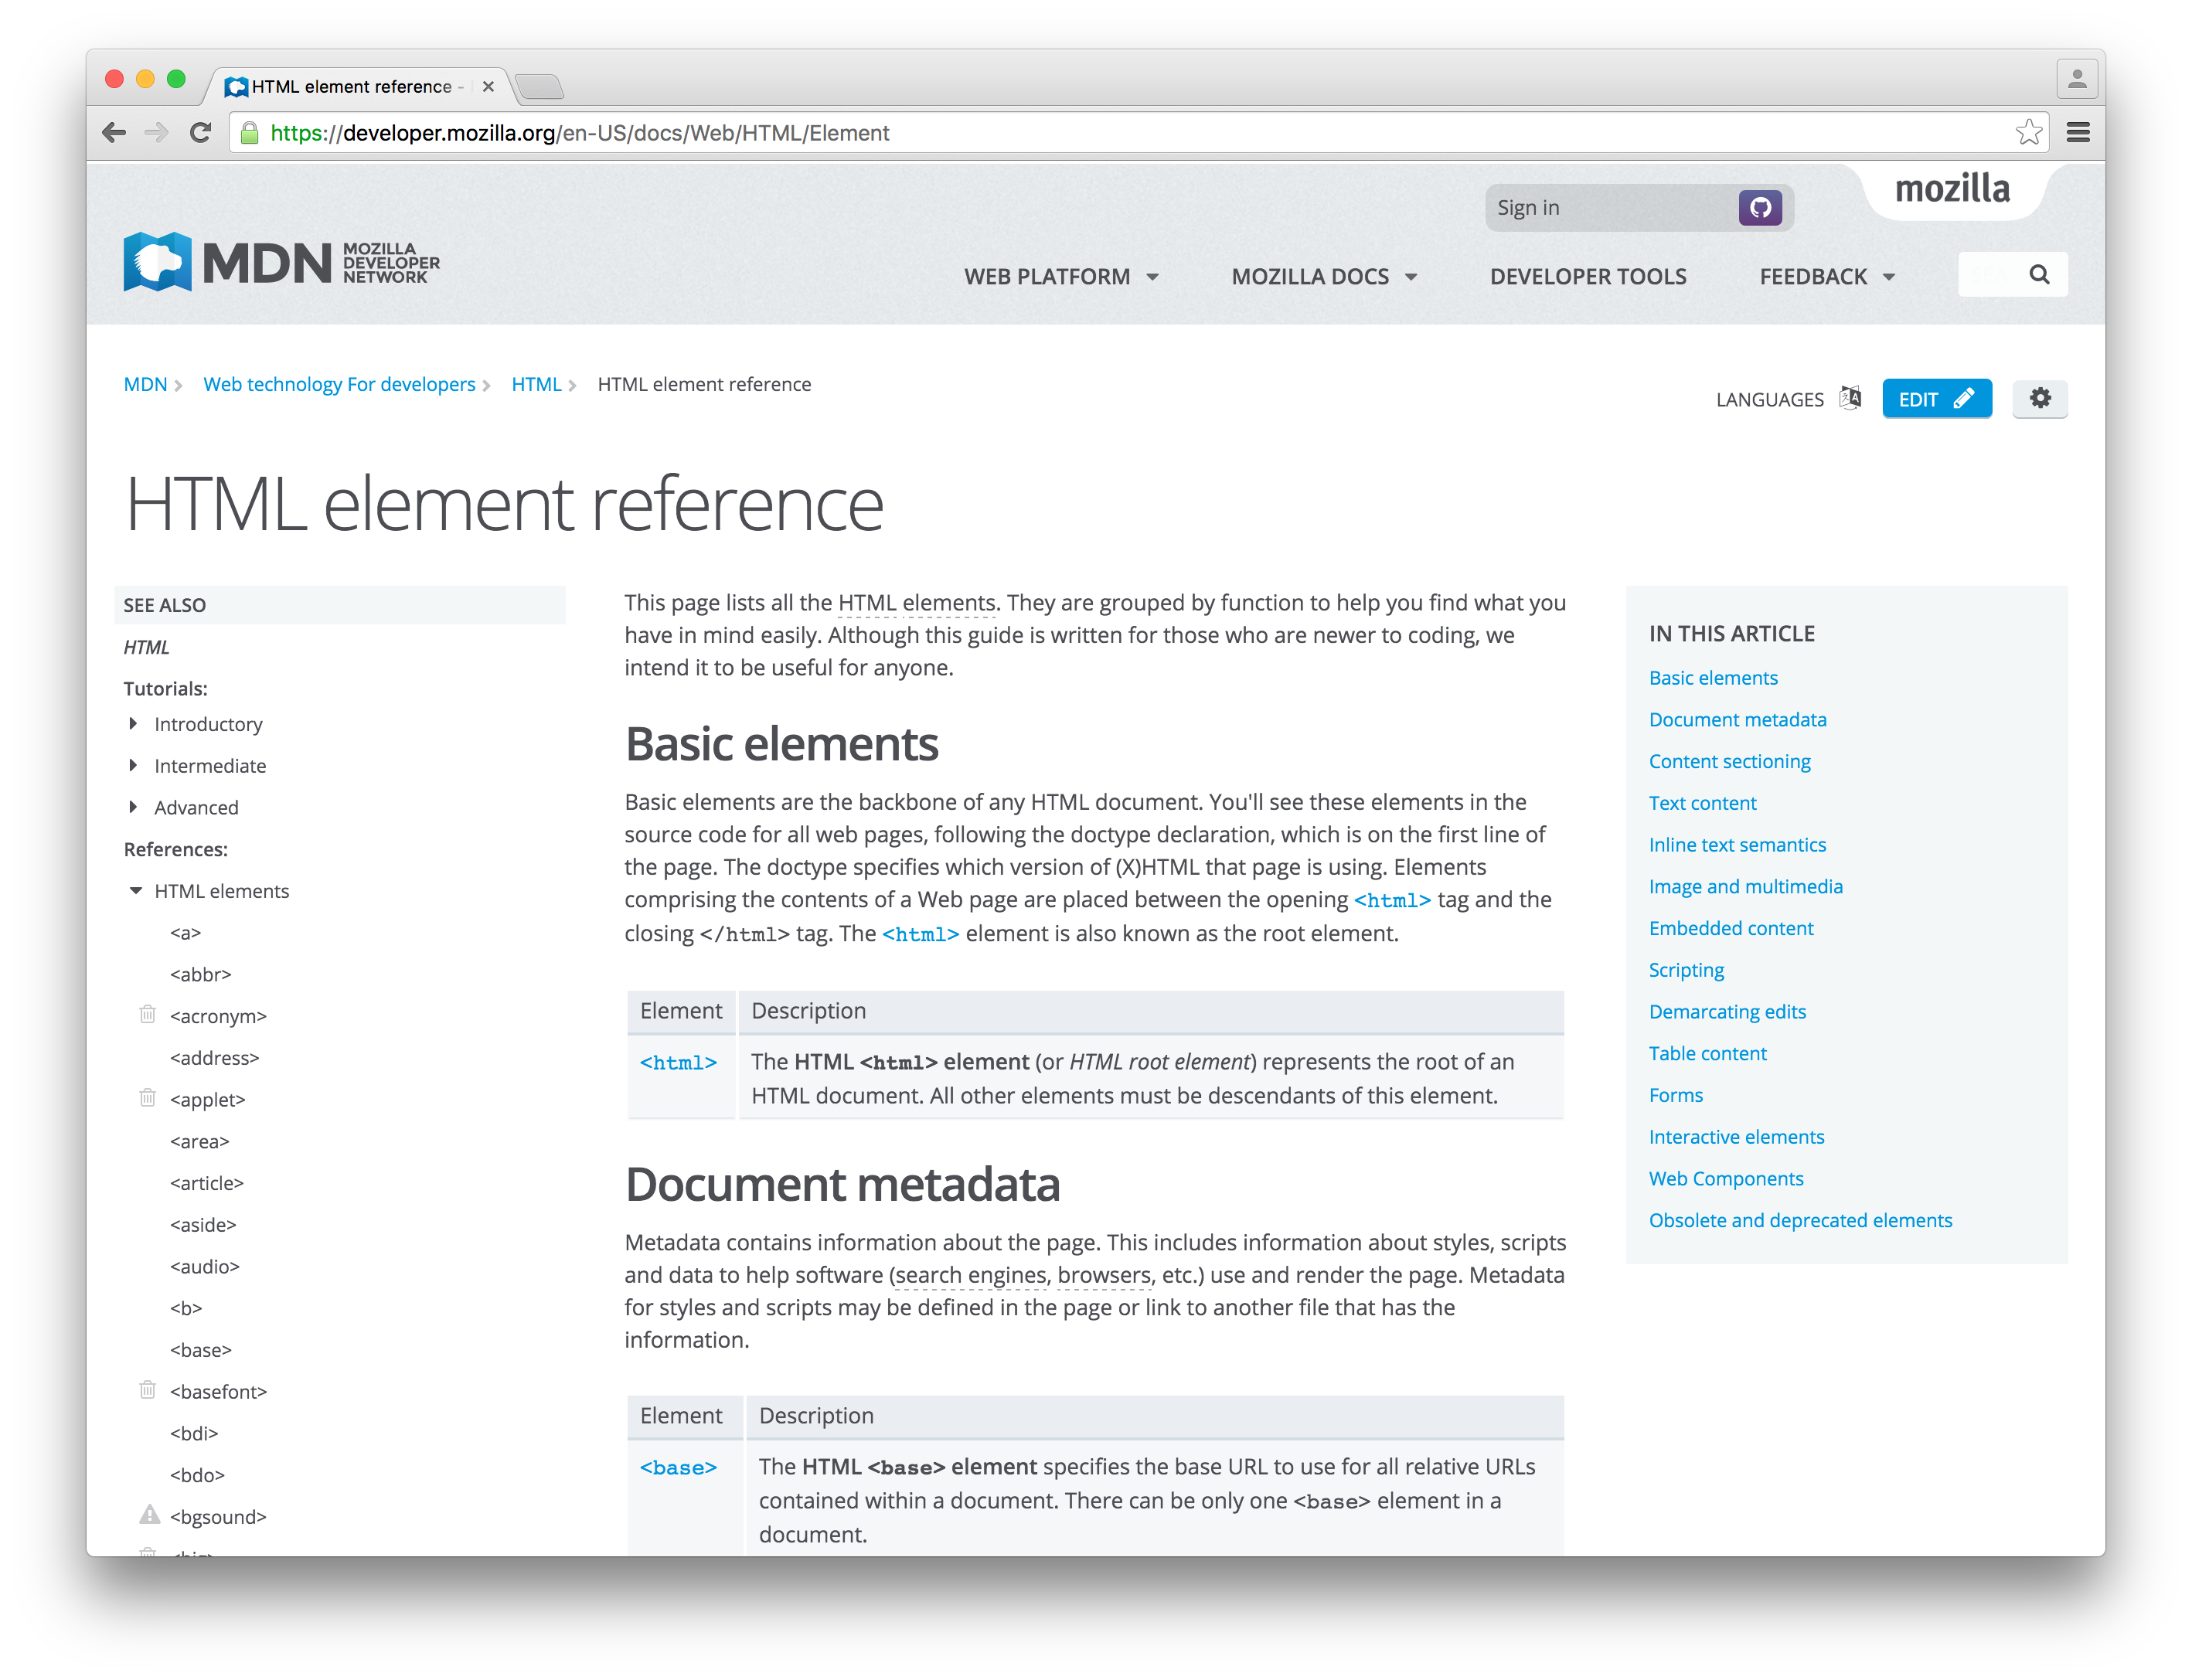 HTML element reference -
https://developer.mozilla.org/en-US/docs/Web/HTML/Element
mozilla
Sign in
MDN MOZILLA DEVELOPER NETWORK
WEB PLATFORM
MOZILLA DOCS
DEVELOPER TOOLS
FEEDBACK
MDN
Web technology For developers
HTML
HTML element reference
LANGUAGES
EDIT
HTML element reference
SEE ALSO
HTML
Tutorials:
Introductory
Intermediate
Advanced
References:
HTML elements
<a>
<abbr>
<acronym>
<address>
<applet>
<area>
<article>
<aside>
<audio>
<b>
<base>
<basefont>
<bdi>
<bdo>
<bgsound>
This page lists all the HTML elements. They are grouped by function to help you find what you
have in mind easily. Although this guide is written for those who are newer to coding, we
intend it to be useful for anyone.
Basic elements
Basic elements are the backbone of any HTML document. You'll see these elements in the
source code for all web pages, following the doctype declaration, which is on the first line of
the page. The doctype specifies which version of (X)HTML that page is using. Elements
comprising the contents of a Web page are placed between the opening <html> tag and the
closing </html> tag. The <html> element is also known as the root element.
Element Description
<html> The HTML <html> element (or HTML root element) represents the root of an
HTML document. All other elements must be descendants of this element.
Document metadata
Metadata contains information about the page. This includes information about styles, scripts
and data to help software (search engines, browsers, etc.) use and render the page. Metadata
for styles and scripts may be defined in the page or link to another file that has the
information.
Element Description
<base> The HTML <base> element specifies the base URL to use for all relative URLs
contained within a document. There can be only one <base> element in a
document.
IN THIS ARTICLE
Basic elements
Document metadata
Content sectioning
Text content
Inline text semantics
Image and multimedia
Embedded content
Scripting
Demarcating edits
Table content
Forms
Interactive elements
Web Components
Obsolete and deprecated elements